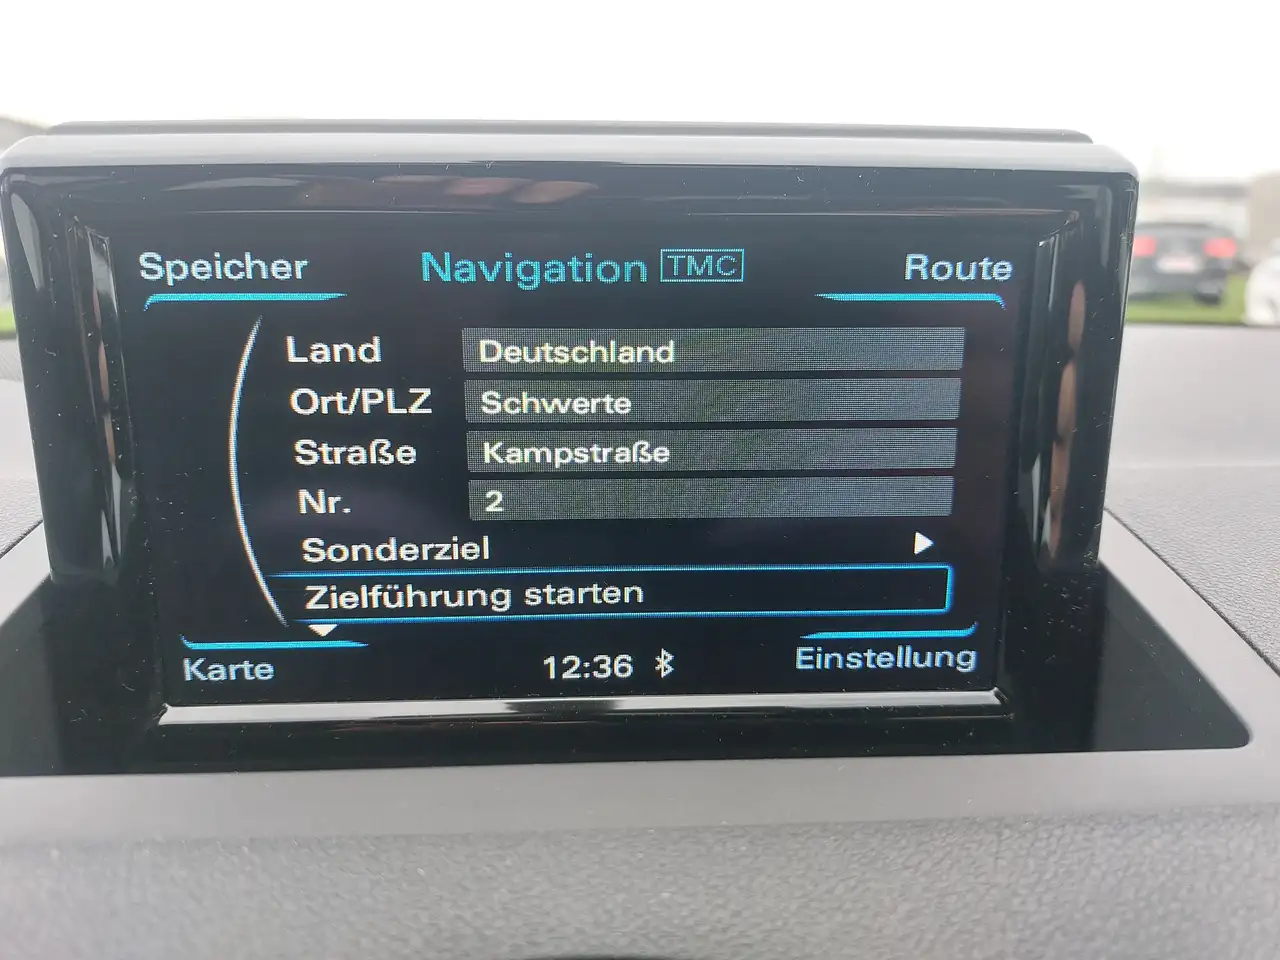 Speicher Navigation TMC Route
Land Deutschland
Ort/PLZ Schwerte
Straße Kampstraße
Nr. 2
Sonderziel
Zielführung starten
Karte 12:36 Einstellung